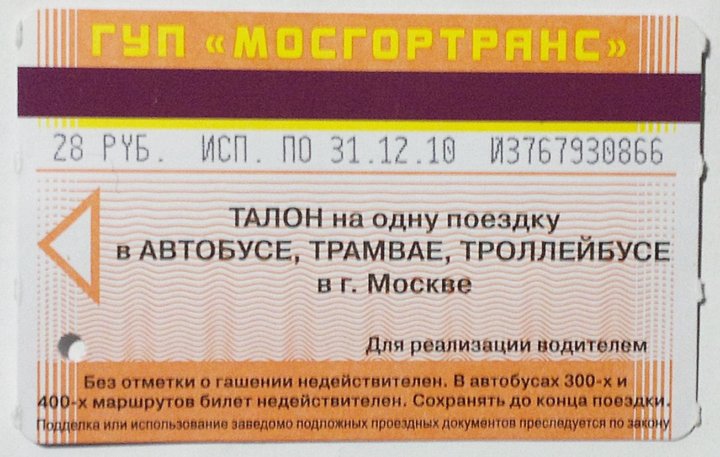 ГУП «МОСГОРТРАНС»
28 РУБ. ИСП. ПО 31.12.10 И3767930866
ТАЛОН на одну поездку
в АВТОБУСЕ, ТРАМВАЕ, ТРОЛЛЕЙБУСЕ
в г. Москве
Для реализации водителем
Без отметки о гашении недействителен. В автобусах 300-х и
400-х маршрутов билет недействителен. Сохранять до конца поездки.
Подделка или использование заведомо подложных проездных документов преследуется по закону